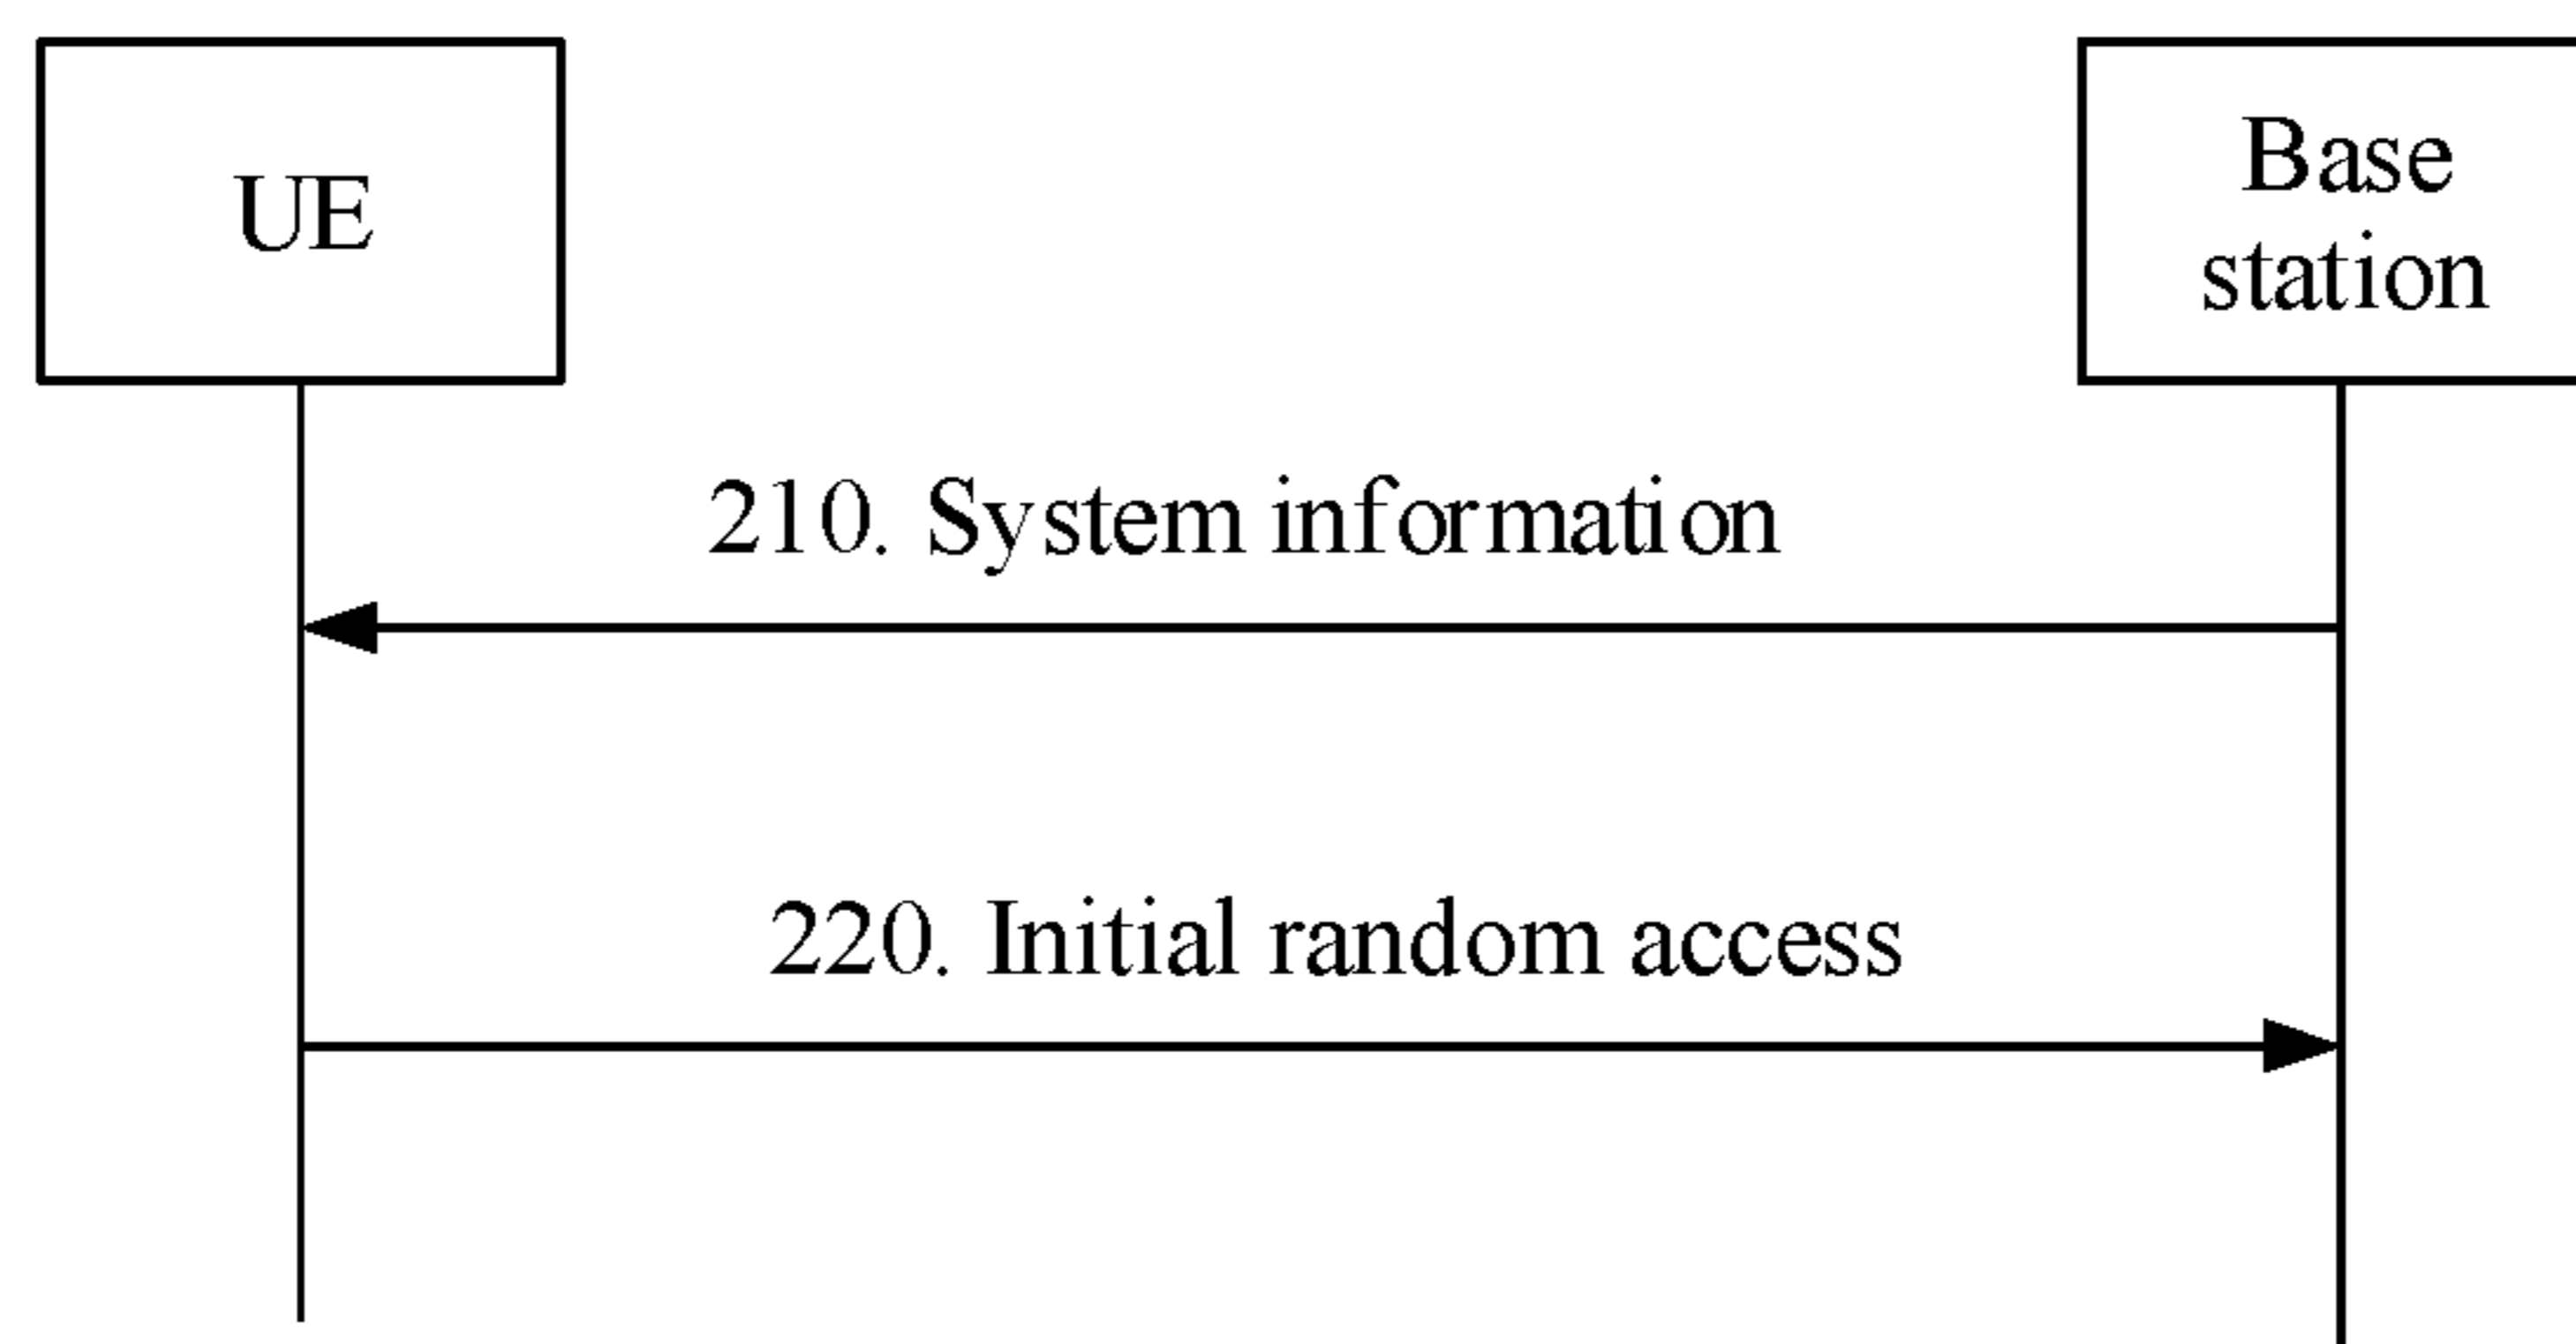 UE
Base
station
210. System information
220. Initial random access